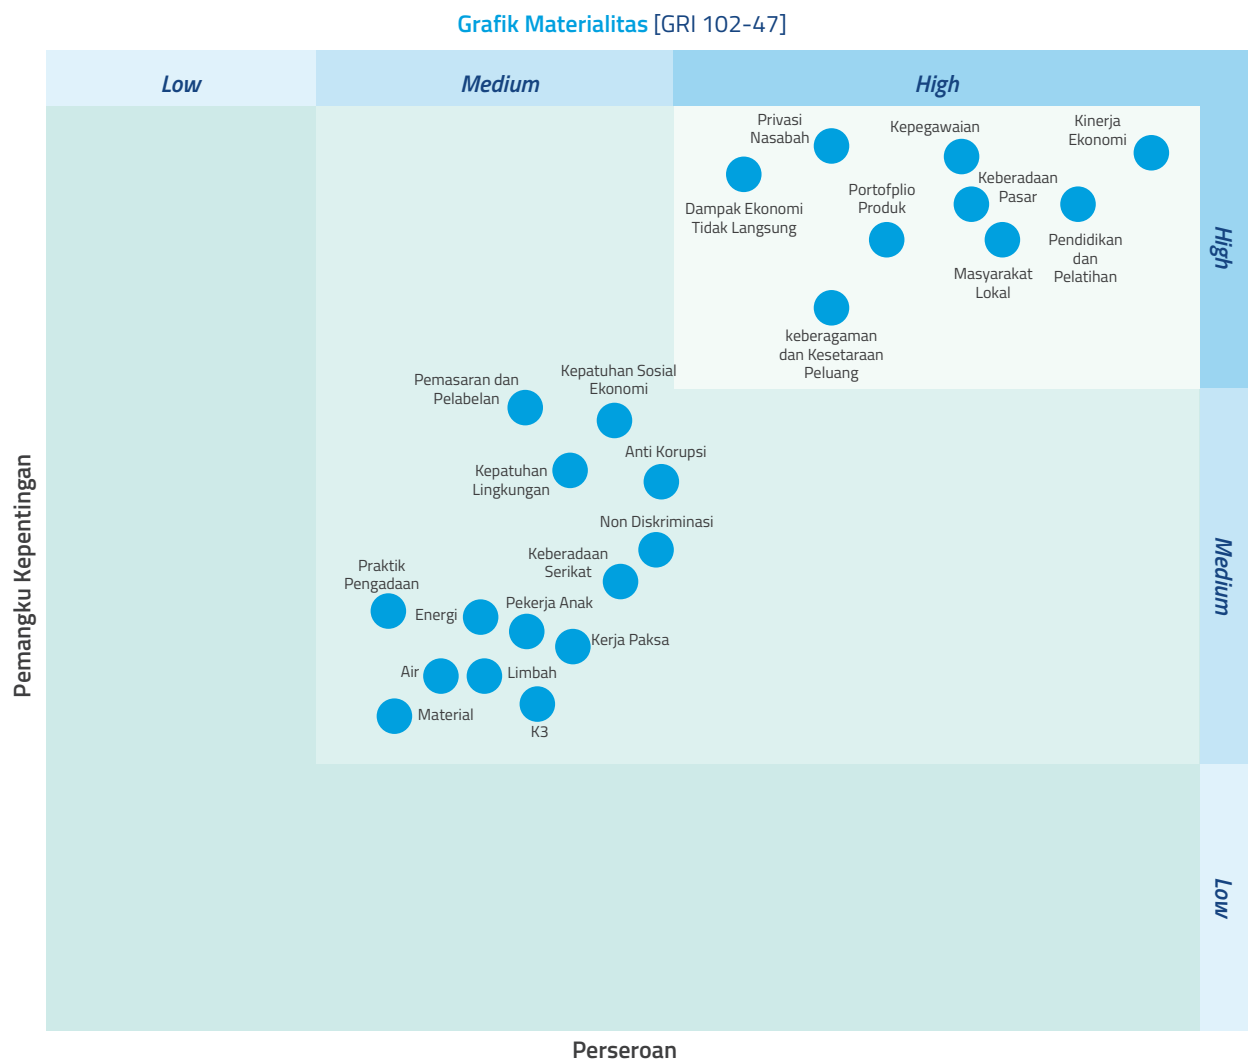 Grafik Materialitas [GRI 102-47]
Low
Medium
High
Privasi
Nasabah
Kepegawaian
Kinerja
Ekonomi
Dampak Ekonomi
Tidak Langsung
Portofplio
Produk
Keberadaan
Pasar
Masyarakat
Lokal
Pendidikan
dan
Pelatihan
keberagaman
dan Kesetaraan
Peluang
High
Pemasaran dan
Pelabelan
Kepatuhan Sosial
Ekonomi
Kepatuhan
Lingkungan
Anti Korupsi
Non Diskriminasi
Keberadaan
Serikat
Praktik
Pengadaan
Energi
Pekerja Anak
Kerja Paksa
Air
Limbah
Material
K3
Medium
Low
Pemangku Kepentingan
Perseroan